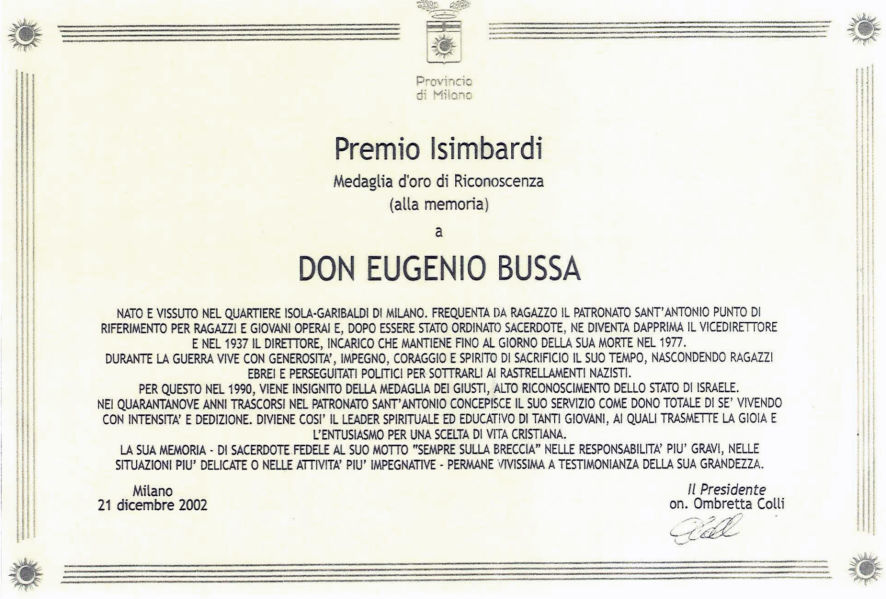 Provincia
di Milano
Premio Isimbardi
Medaglia d'oro di Riconoscenza
(alla memoria)
a
DON EUGENIO BUSSA
NATO E VISSUTO NEL QUARTIERE ISOLA-GARIBALDI DI MILANO. FREQUENTA DA RAGAZZO IL PATRONATO SANT'ANTONIO PUNTO DI
RIFERIMENTO PER RAGAZZI E GIOVANI OPERAI E, DOPO ESSERE STATO ORDINATO SACERDOTE, NE DIVENTA DAPPRIMA IL VICEDIRETTORE
E NEL 1937 IL DIRETTORE, INCARICO CHE MANTIENE FINO AL GIORNO DELLA SUA MORTE NEL 1977.
DURANTE LA GUERRA VIVE CON GENEROSITA', IMPEGNO, CORAGGIO E SPIRITO DI SACRIFICIO IL SUO TEMPO, NASCONDENDO RAGAZZI
EBREI E PERSEGUITATI POLITICI PER SOTTRARLI AI RASTRELLAMENTI NAZISTI.
PER QUESTO NEL 1990, VIENE INSIGNITO DELLA MEDAGLIA DEI GIUSTI, ALTO RICONOSCIMENTO DELLO STATO DI ISRAELE.
NEI QUARANTANOVE ANNI TRASCORSI NEL PATRONATO SANT'ANTONIO CONCEPISCE IL SUO SERVIZIO COME DONO TOTALE DI SE' VIVENDO
CON INTENSITA' E DEDIZIONE. DIVIENE COSI' IL LEADER SPIRITUALE ED EDUCATIVO DI TANTI GIOVANI, AI QUALI TRASMETTE LA GIOIA E
L'ENTUSIASMO PER UNA SCELTA DI VITA CRISTIANA.
LA SUA MEMORIA - DI SACERDOTE FEDELE AL SUO MOTTO "SEMPRE SULLA BRECCIA" NELLE RESPONSABILITA' PIU' GRAVI, NELLE
SITUAZIONI PIU' DELICATE O NELLE ATTIVITA' PIU' IMPEGNATIVE - PERMANE VIVISSIMA A TESTIMONIANZA DELLA SUA GRANDEZZA.
Milano
21 dicembre 2002
Il Presidente
on. Ombretta Colli